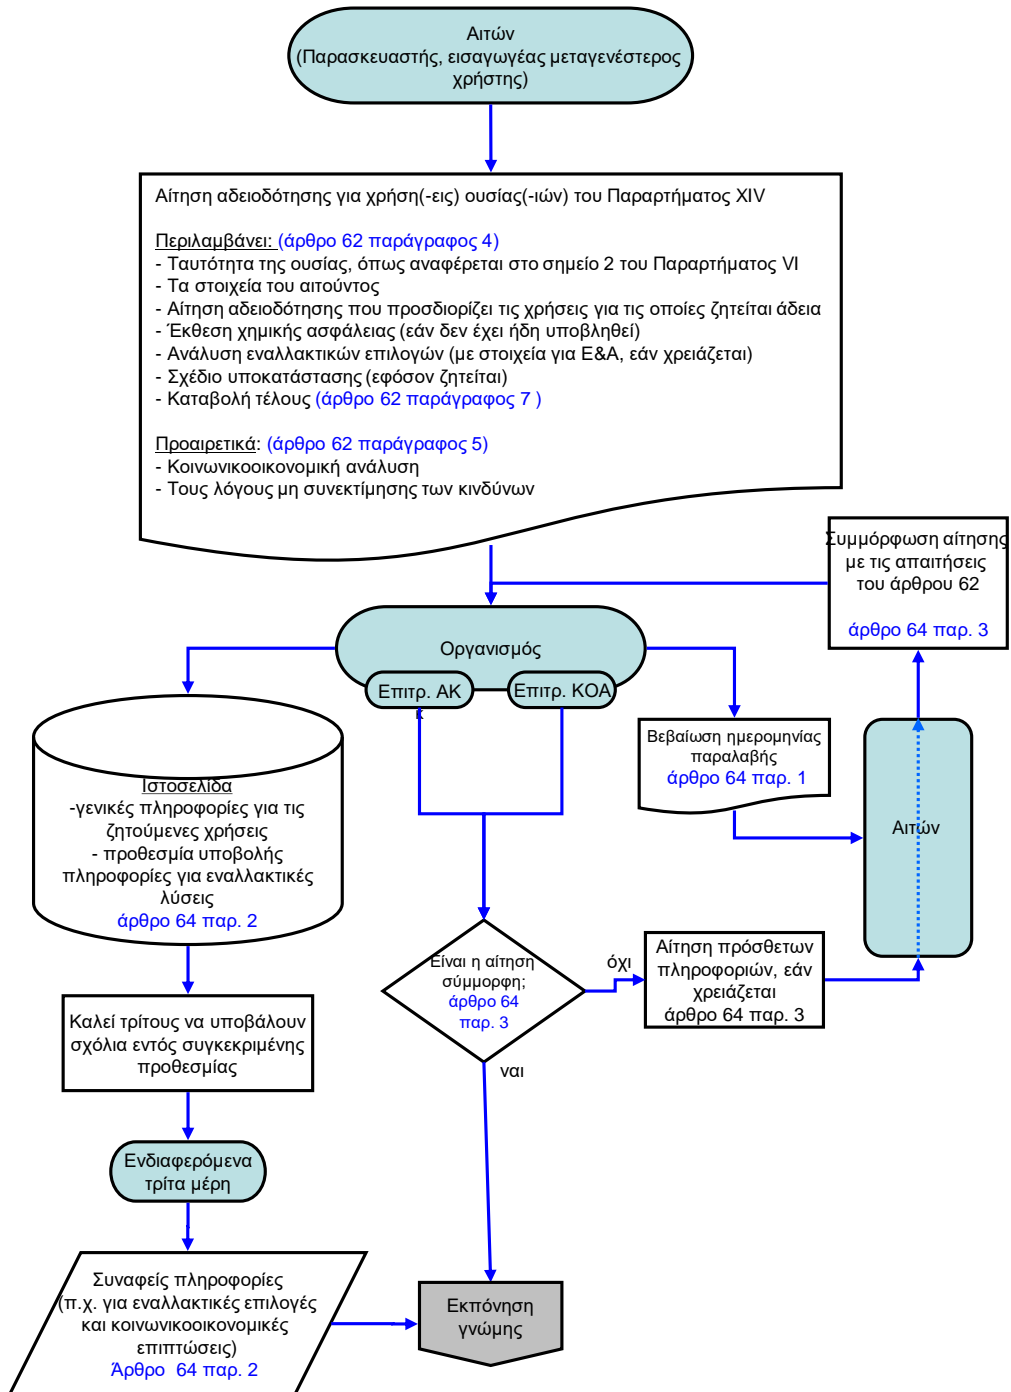 Αιτών
(Παρασκευαστής, εισαγωγέας μεταγενέστερος
χρήστης)
Αίτηση αδειοδότησης για χρήση(-εις) ουσίας(-ιών) του Παραρτήματος XIV
Περιλαμβάνει: (άρθρο 62 παράγραφος 4)
- Ταυτότητα της ουσίας, όπως αναφέρεται στο σημείο 2 του Παραρτήματος VI
- Τα στοιχεία του αιτούντος
- Αίτηση αδειοδότησης που προσδιορίζει τις χρήσεις για τις οποίες ζητείται άδεια
- Έκθεση χημικής ασφάλειας (εάν δεν έχει ήδη υποβληθεί)
- Ανάλυση εναλλακτικών επιλογών (με στοιχεία για Ε&Α, εάν χρειάζεται)
- Σχέδιο υποκατάστασης (εφόσον ζητείται)
- Καταβολή τέλους (άρθρο 62 παράγραφος 7 )
Προαιρετικά: (άρθρο 62 παράγραφος 5)
- Κοινωνικοοικονομική ανάλυση
- Τους λόγους μη συνεκτίμησης των κινδύνων
Συμμόρφωση αίτησης
με τις απαιτήσεις
του άρθρου 62
άρθρο 64 παρ. 3
Οργανισμός
Επιτρ. ΑΚ
Επιτρ. ΚΟΑ
Βεβαίωση ημερομηνίας
παραλαβής
άρθρο 64 παρ. 1
Αιτών
Ιστοσελίδα
-γενικές πληροφορίες για τις
ζητούμενες χρήσεις
- προθεσμία υποβολής
πληροφορίες για εναλλακτικές
λύσεις
άρθρο 64 παρ. 2
Είναι η αίτηση
σύμμορφη;
άρθρο 64
παρ. 3
όχι
Αίτηση πρόσθετων
πληροφοριών, εάν
χρειάζεται
άρθρο 64 παρ. 3
ναι
Καλεί τρίτους να υποβάλουν
σχόλια εντός συγκεκριμένης
προθεσμίας
Ενδιαφερόμενα
τρίτα μέρη
Συναφείς πληροφορίες
(π.χ. για εναλλακτικές επιλογές
και κοινωνικοοικονομικές
επιπτώσεις)
Άρθρο 64 παρ. 2
Εκπόνηση
γνώμης